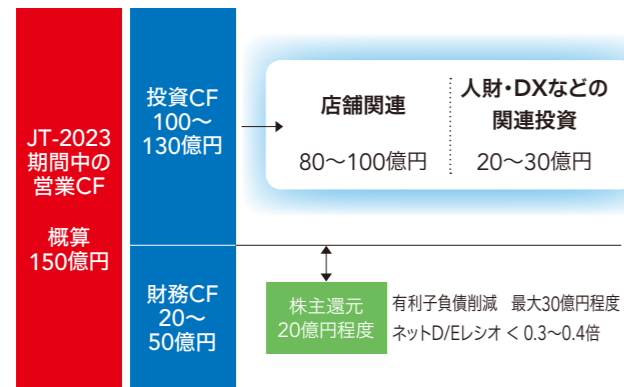 JT-2023
期間中の
営業CF
概算
150億円
投資CF
100～
130億円
店舗関連
80～100億円
人財・DXなどの
関連投資
20～30億円
財務CF
20～
50億円
株主還元
20億円程度
有利子負債削減　最大30億円程度
ネットD/Eレシオ < 0.3～0.4倍